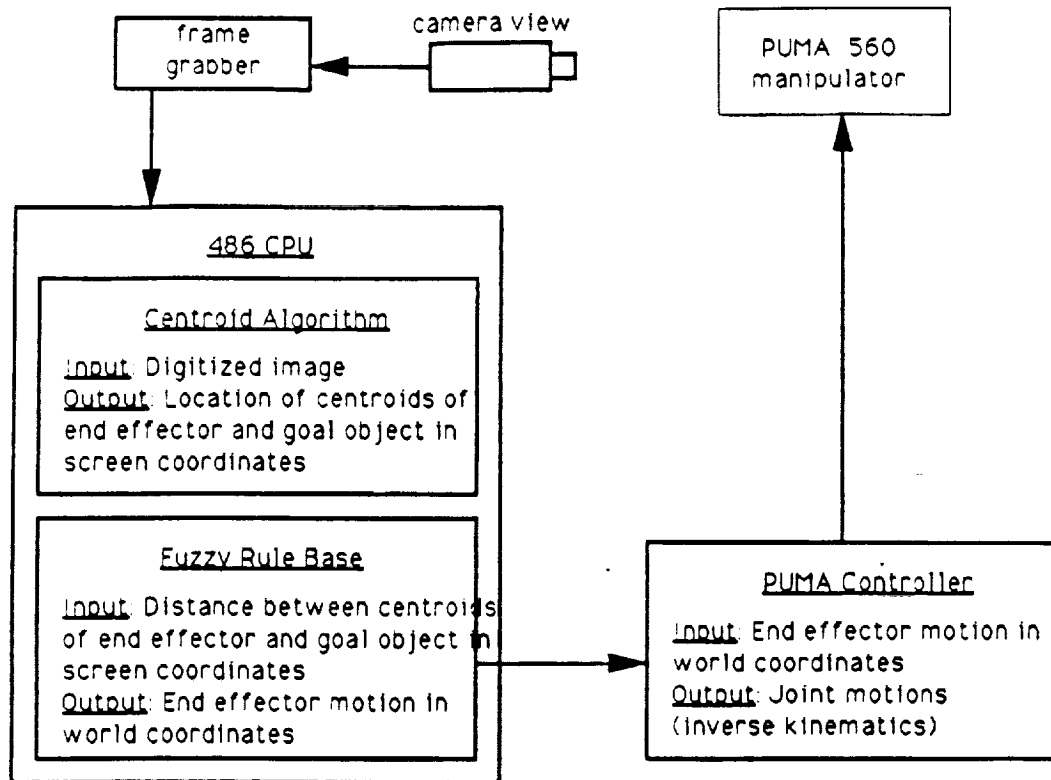 frame
grabber
camera view
PUMA 560
manipulator
486 CPU
Centroid Algorithm
Input: Digitized image
Output: Location of centroids of
end effector and goal object in
screen coordinates
Fuzzy Rule Base
Input: Distance between centroids
of end effector and goal object in
screen coordinates
Output: End effector motion in
world coordinates
PUMA Controller
Input: End effector motion in
world coordinates
Output: Joint motions
(inverse kinematics)